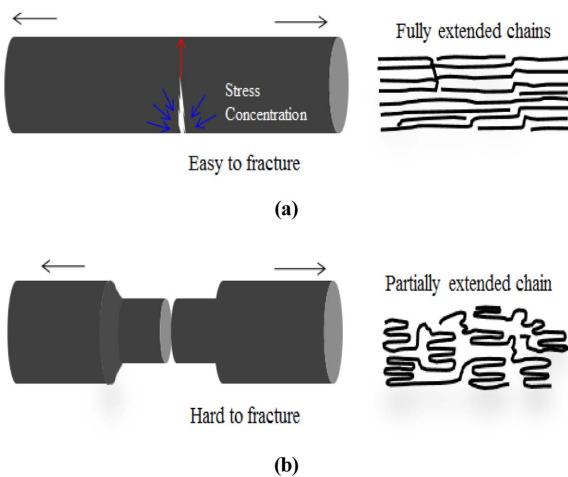 Fully extended chains
Stress
Concentration
Easy to fracture
(a)
Partially extended chain
Hard to fracture
(b)